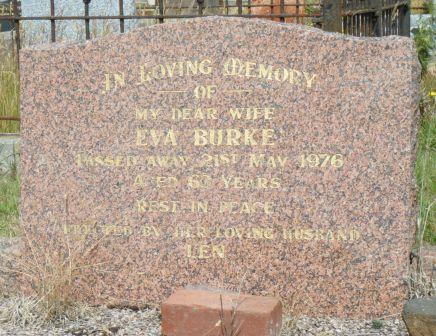 IN LOVING MEMORY
OF
MY DEAR WIFE
EVA BURKE
PASSED AWAY 21ST MAY 1976
AGED YEARS
REST IN PEACE
ERECTED BY HER LOVING HUSBAND
LEN